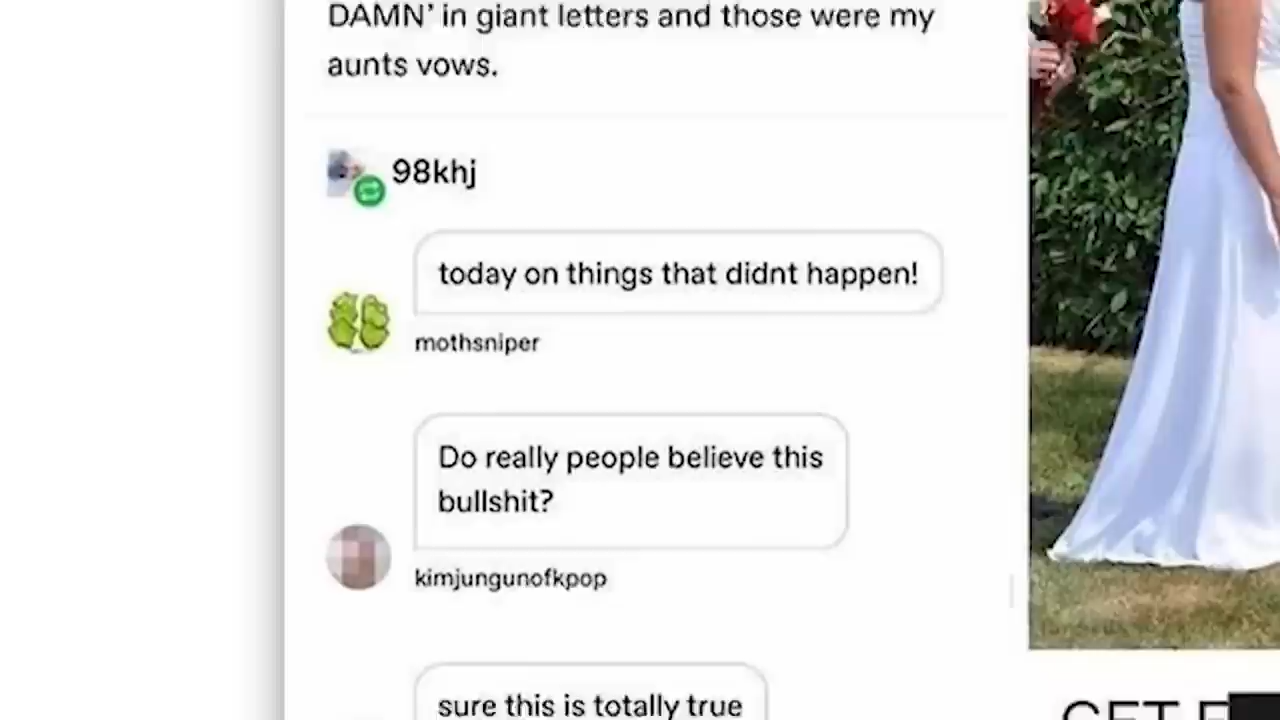 DAMN' in giant letters and those were my
aunts vows.
98khj
today on things that didnt happen!
mothsniper
Do really people believe this
bullshit?
kimjungunofkpop
sure this is totally true
GET